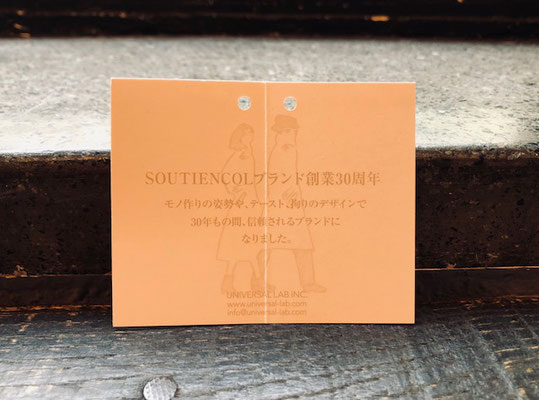 SOUTIENCOLブランド創業30周年
モノ作りの姿勢や、テースト、拘りのデザインで
30年もの間、信頼されるブランドに
なりました。
UNIVERSAL LAB INC.
www.universal-lab.com
info@universal-lab.com